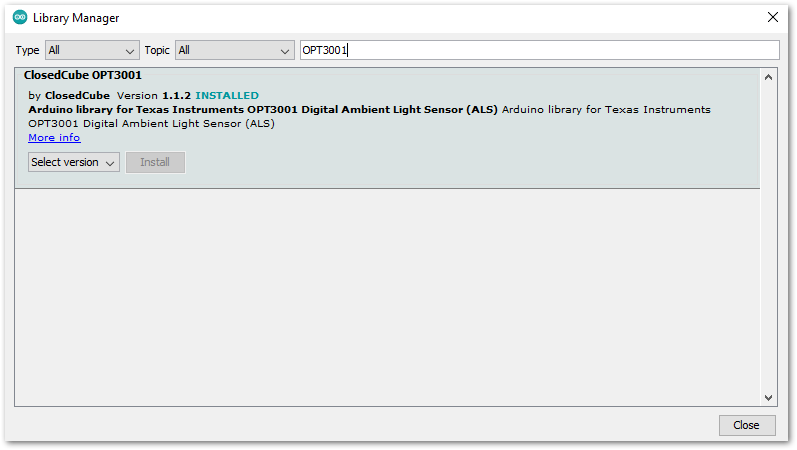 Library Manager
Type All Topic All OPT3001
ClosedCube OPT3001
by ClosedCube Version 1.1.2 INSTALLED
Arduino library for Texas Instruments OPT3001 Digital Ambient Light Sensor (ALS) Arduino library for Texas Instruments
OPT3001 Digital Ambient Light Sensor (ALS)
More info
Select version Install
Close